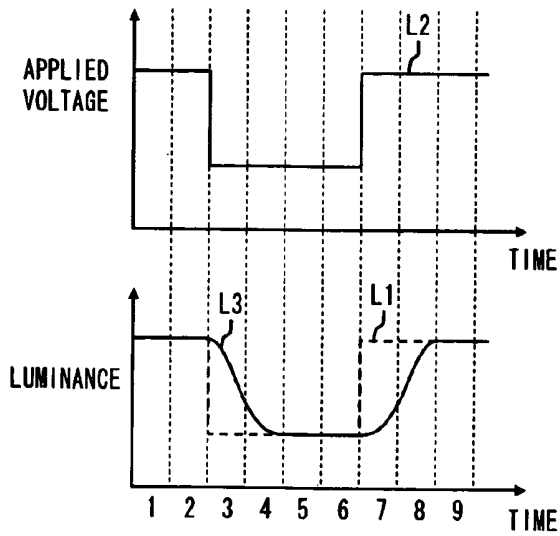 L2
APPLIED
VOLTAGE
TIME
L3
L1
LUMINANCE
1 2 3 4 5 6 7 8 9
TIME